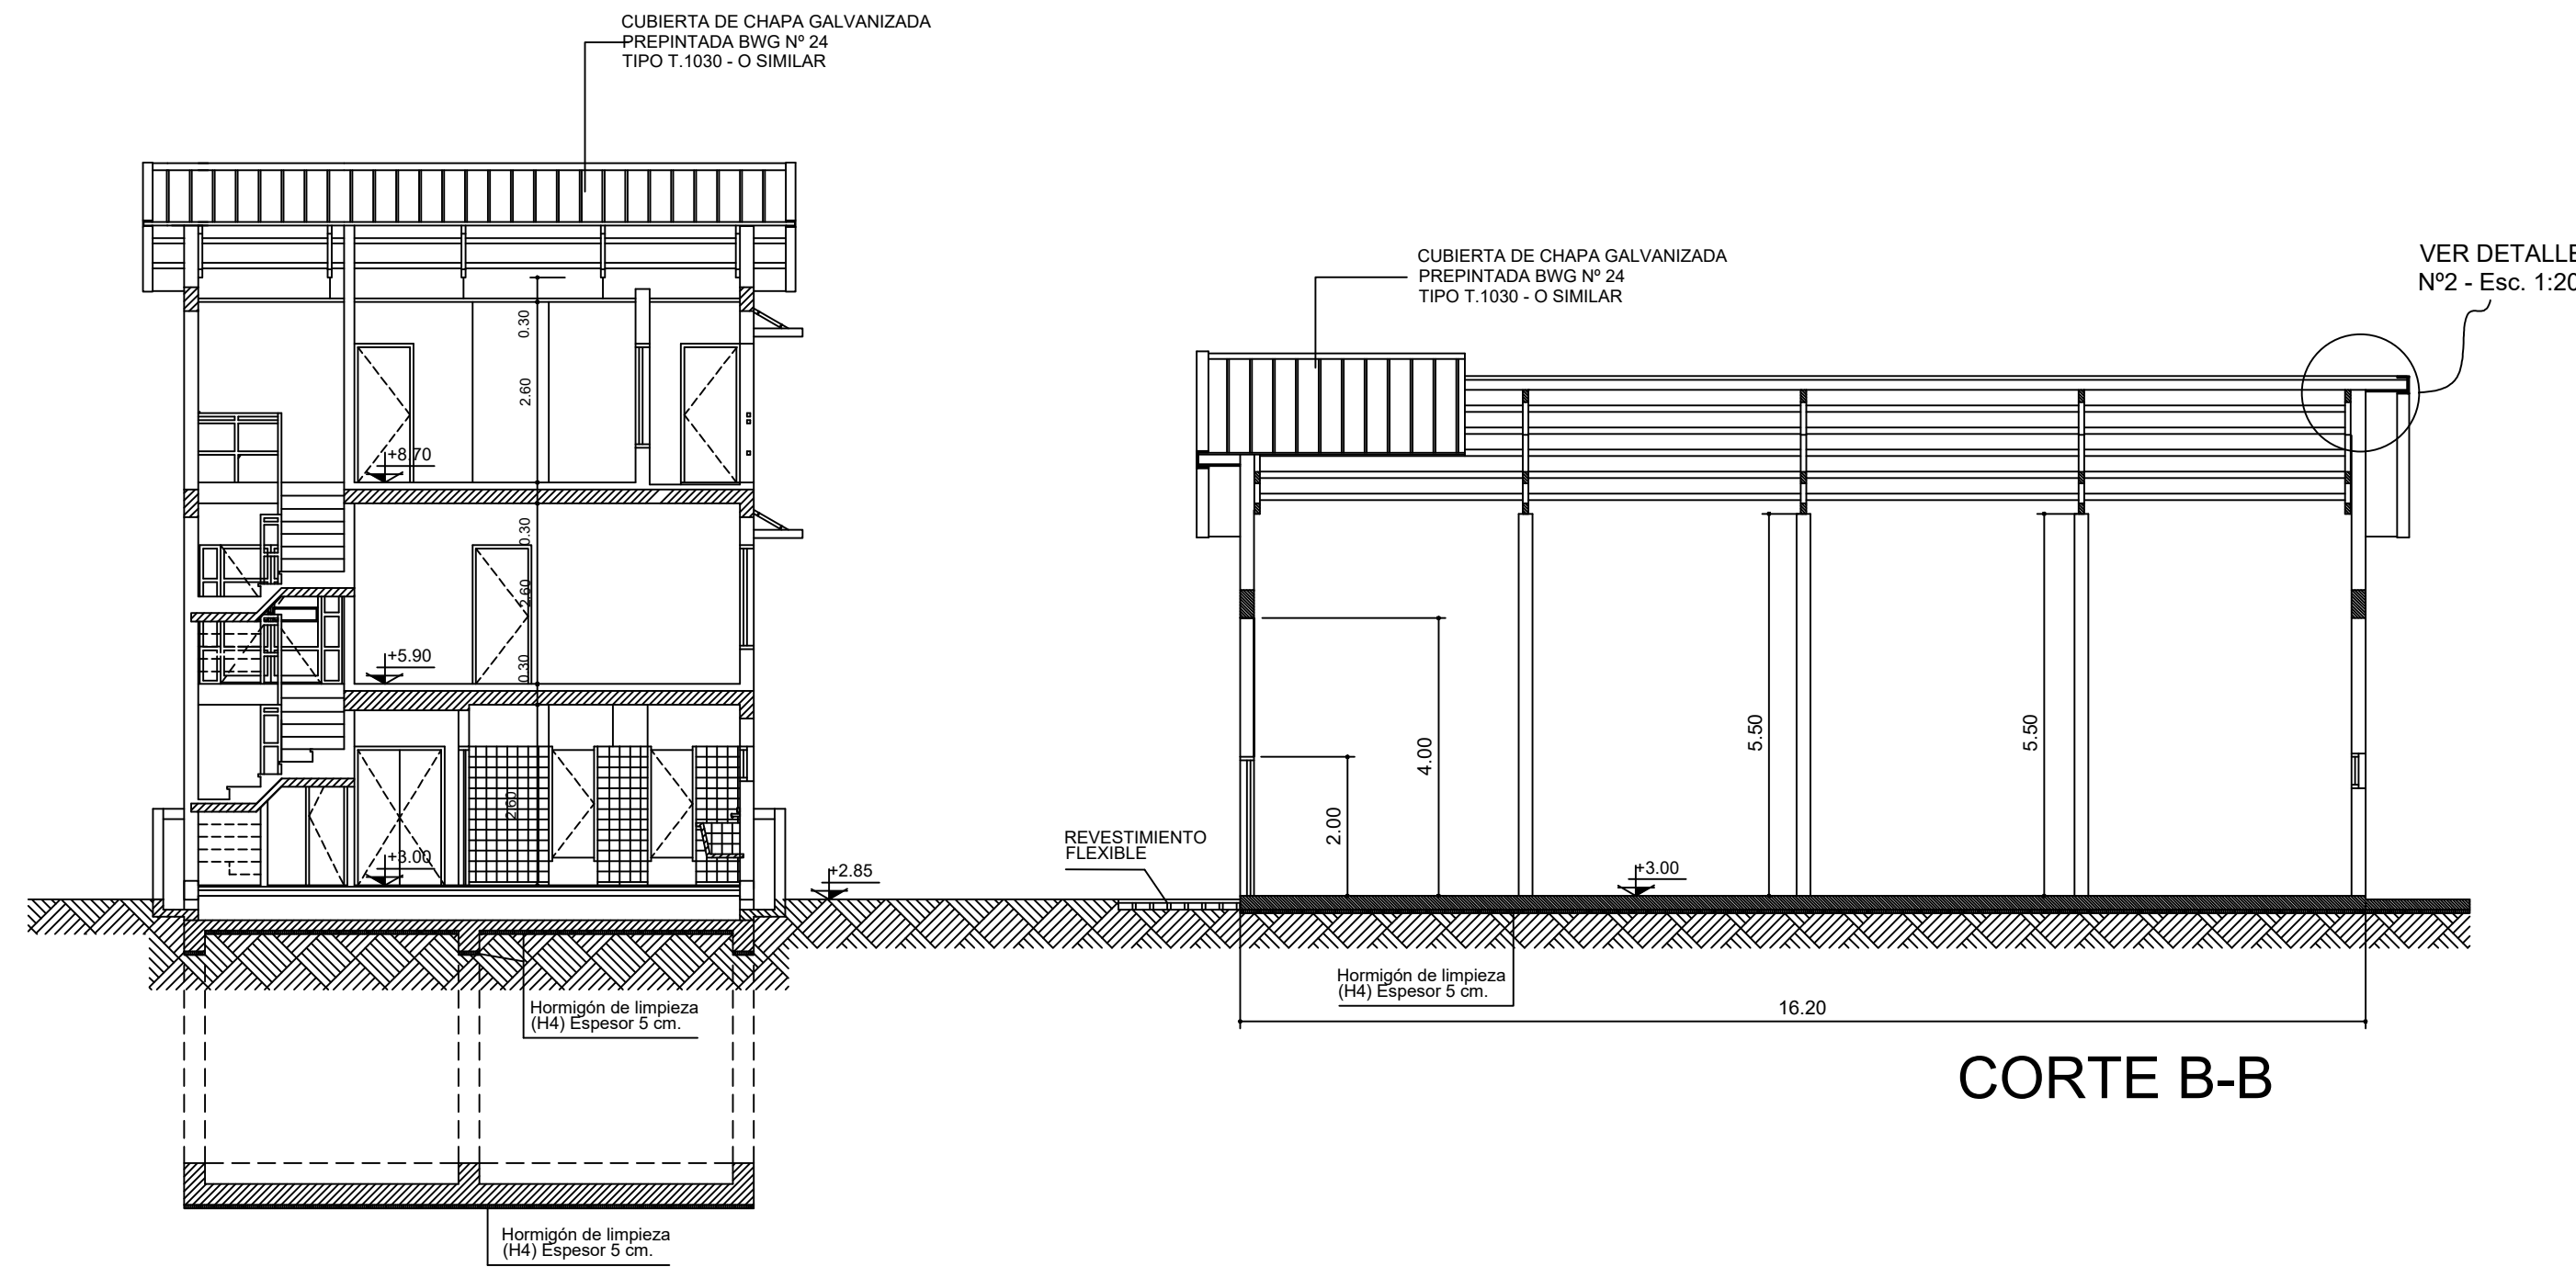 CUBIERTA DE CHAPA GALVANIZADA
PREPINTADA BWG Nº 24
TIPO T.1030 - O SIMILAR
0.30
2.60
+8.70
0.30
2.60
+5.90
0.30
2.60
+3.00
+2.85
Hormigón de limpieza
(H4) Espesor 5 cm.
Hormigón de limpieza
(H4) Espesor 5 cm.
CUBIERTA DE CHAPA GALVANIZADA
PREPINTADA BWG Nº 24
TIPO T.1030 - O SIMILAR
VER DETALLE
Nº2 - Esc. 1:20
REVESTIMIENTO
FLEXIBLE
2.00
4.00
5.50
5.50
+3.00
Hormigón de limpieza
(H4) Espesor 5 cm.
16.20
CORTE B-B